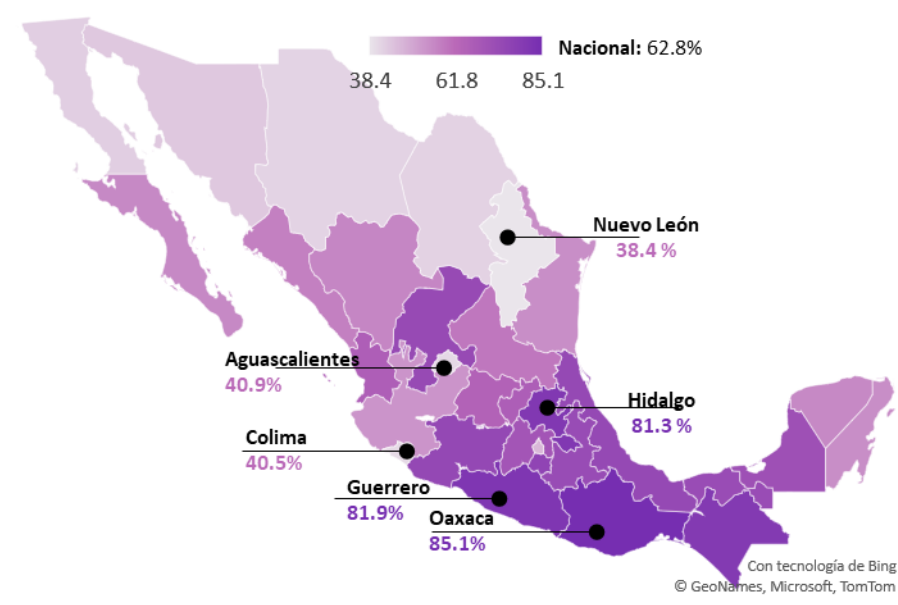 Nacional: 62.8%
38.4 61.8 85.1
Nuevo León
38.4 %
Aguascalientes
40.9%
Hidalgo
81.3 %
Colima
40.5%
Guerrero
81.9%
Oaxaca
85.1%
Con tecnología de Bing
© GeoNames, Microsoft, TomTom